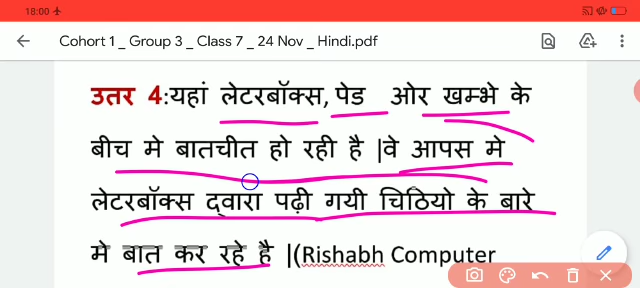 18:00
Cohort 1 _ Group 3 _ Class 7 _ 24 Nov _ Hindi.pdf
उतर 4:यहां लेटरबॉक्स, पेड ओर खम्भे के
बीच मे बातचीत हो रही है |वे आपस मे
लेटरबॉक्स द्वारा पढ़ी गयी चिठियो के बारे
मे बात कर रहे है |(Rishabh Computer